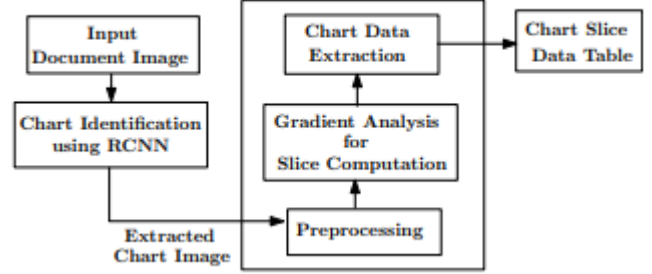 Input
Document Image
Chart Identification
using RCNN
Extracted
Chart Image
Preprocessing
Gradient Analysis
for
Slice Computation
Chart Data
Extraction
Chart Slice
Data Table